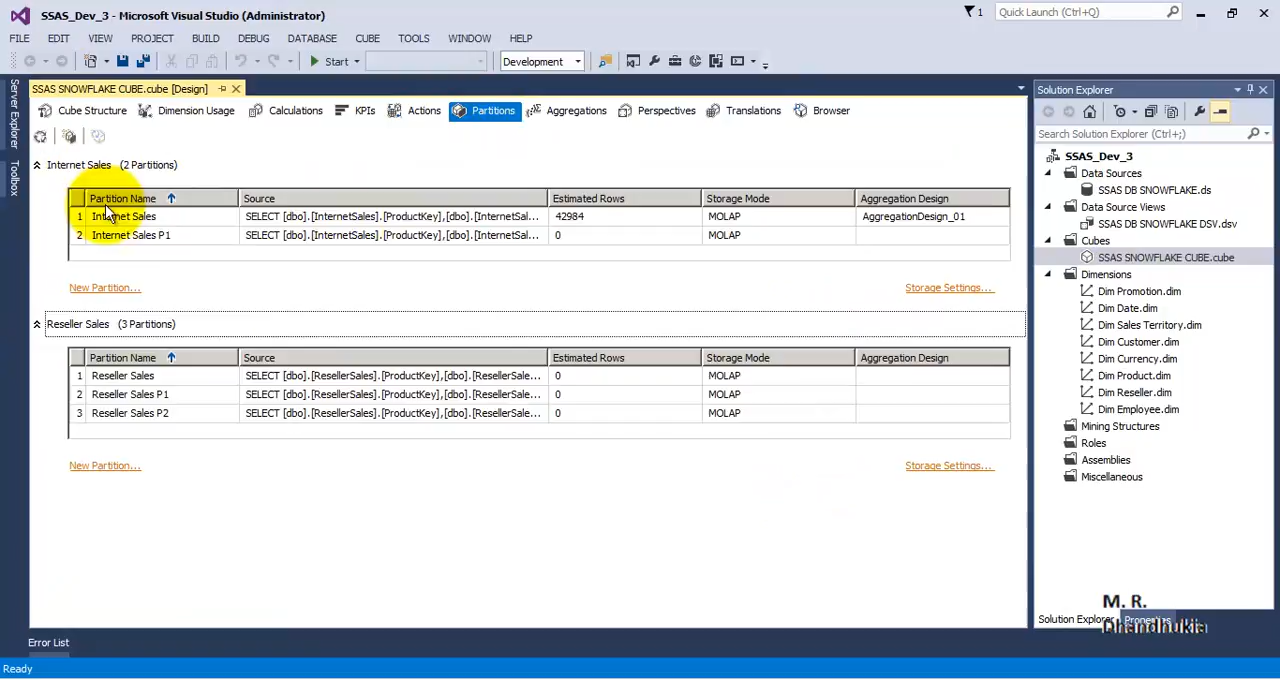 SSAS_Dev_3 - Microsoft Visual Studio (Administrator)
1
Quick Launch (Ctrl+Q)
FILE EDIT VIEW PROJECT BUILD DEBUG DATABASE CUBE TOOLS WINDOW HELP
Start
Development
Server Explorer
Toolbox
SSAS SNOWFLAKE CUBE.cube [Design]
Cube Structure Dimension Usage Calculations KPIs Actions Partitions Aggregations Perspectives Translations Browser
Internet Sales (2 Partitions)
Partition Name Source Estimated Rows Storage Mode Aggregation Design
1 Internet Sales SELECT [dbo].[InternetSales].[ProductKey],[dbo].[InternetSal... 42984 MOLAP AggregationDesign_01
2 Internet Sales P1 SELECT [dbo].[InternetSales].[ProductKey],[dbo].[InternetSal... 0 MOLAP
New Partition... Storage Settings...
Reseller Sales (3 Partitions)
Partition Name Source Estimated Rows Storage Mode Aggregation Design
1 Reseller Sales SELECT [dbo].[ResellerSales].[ProductKey],[dbo].[ResellerSale... 0 MOLAP
2 Reseller Sales P1 SELECT [dbo].[ResellerSales].[ProductKey],[dbo].[ResellerSale... 0 MOLAP
3 Reseller Sales P2 SELECT [dbo].[ResellerSales].[ProductKey],[dbo].[ResellerSale... 0 MOLAP
New Partition... Storage Settings...
Solution Explorer
Search Solution Explorer (Ctrl+;)
SSAS_Dev_3
Data Sources
SSAS DB SNOWFLAKE.ds
Data Source Views
SSAS DB SNOWFLAKE DSV.dsv
Cubes
SSAS SNOWFLAKE CUBE.cube
Dimensions
Dim Promotion.dim
Dim Date.dim
Dim Sales Territory.dim
Dim Customer.dim
Dim Currency.dim
Dim Product.dim
Dim Reseller.dim
Dim Employee.dim
Mining Structures
Roles
Assemblies
Miscellaneous
M. R.
Dhandhukia
Solution Explorer Properties
Error List
Ready